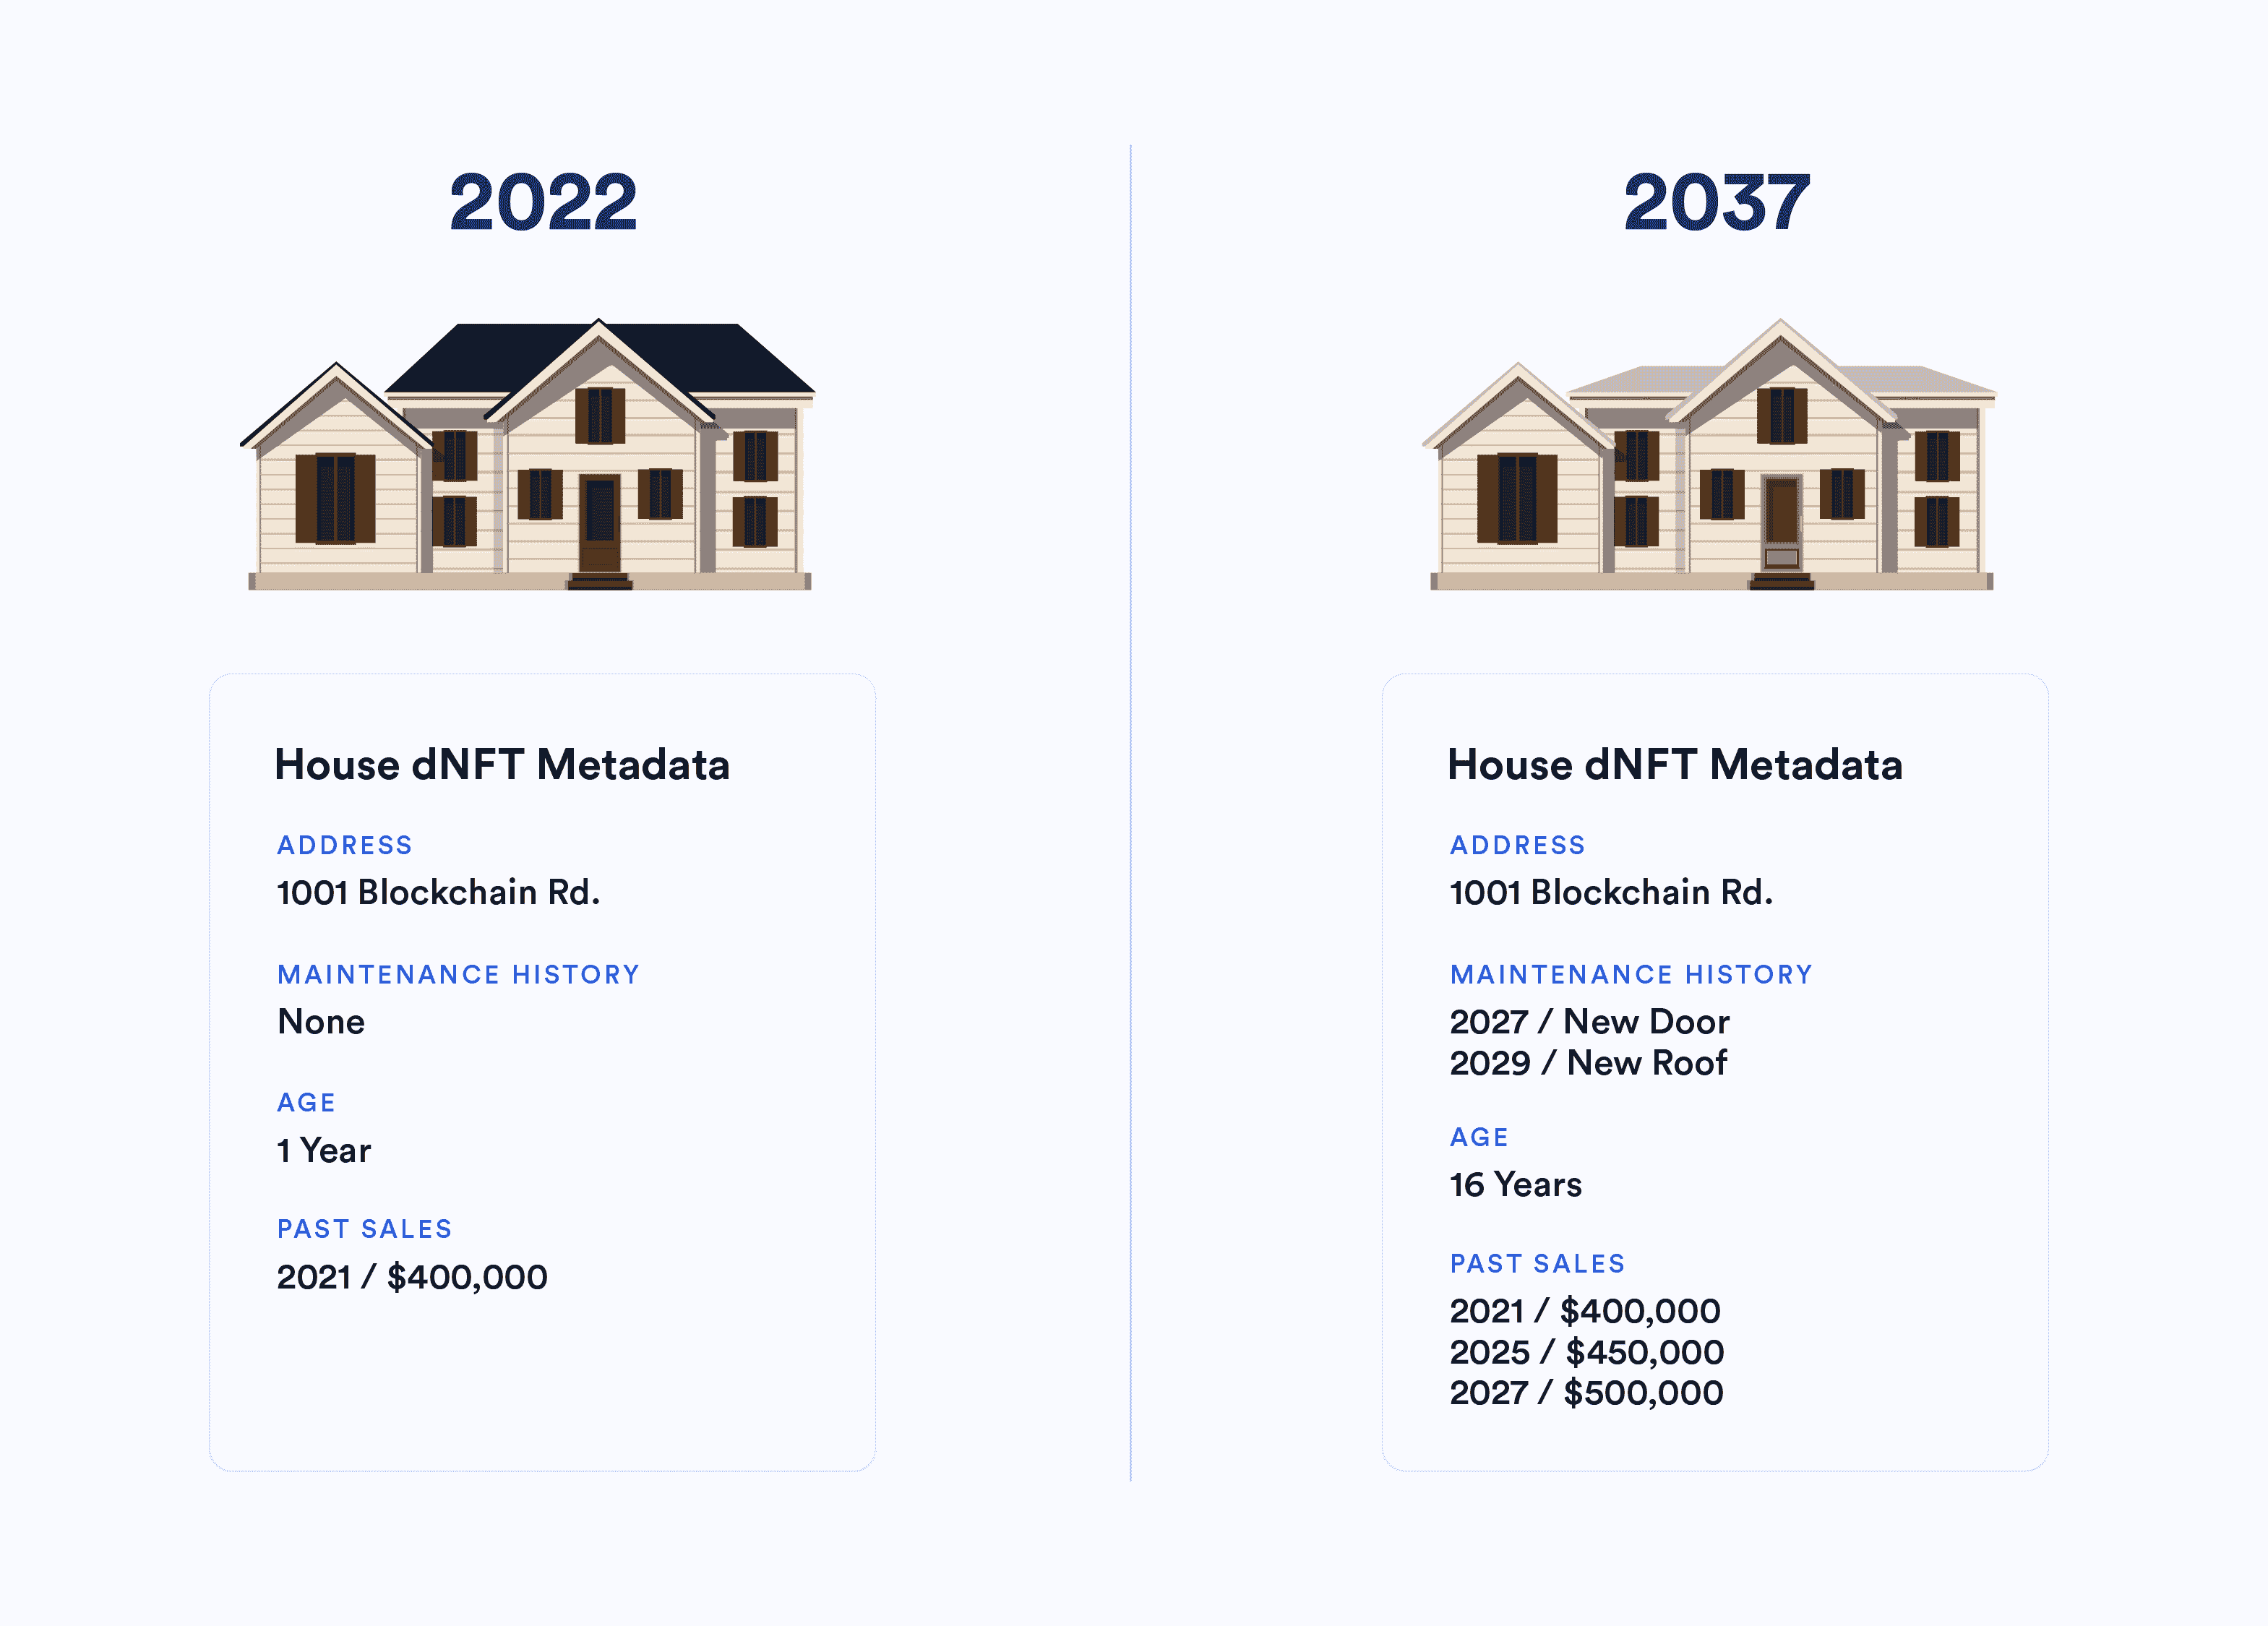 2022
House dNFT Metadata
ADDRESS
1001 Blockchain Rd.
MAINTENANCE HISTORY
None
AGE
1 Year
PAST SALES
2021 / $400,000
2037
House dNFT Metadata
ADDRESS
1001 Blockchain Rd.
MAINTENANCE HISTORY
2027 / New Door
2029 / New Roof
AGE
16 Years
PAST SALES
2021 / $400,000
2025 / $450,000
2027 / $500,000